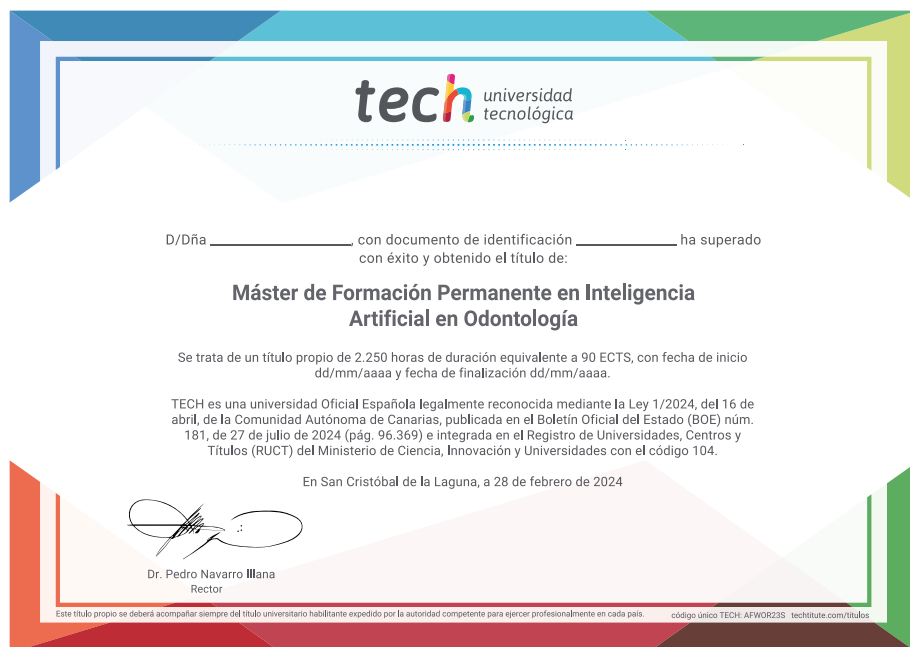 tech universidad
tecnológica
D/Dña ________________, con documento de identificación ____________ ha superado
con éxito y obtenido el título de:
Máster de Formación Permanente en Inteligencia
Artificial en Odontología
Se trata de un título propio de 2.250 horas de duración equivalente a 90 ECTS, con fecha de inicio
dd/mm/aaaa y fecha de finalización dd/mm/aaaa.
TECH es una universidad Oficial Española legalmente reconocida mediante la Ley 1/2024, del 16 de
abril, de la Comunidad Autónoma de Canarias, publicada en el Boletín Oficial del Estado (BOE) núm.
181, de 27 de julio de 2024 (pág. 96.369) e integrada en el Registro de Universidades, Centros y
Títulos (RUCT) del Ministerio de Ciencia, Innovación y Universidades con el código 104.
En San Cristóbal de la Laguna, a 28 de febrero de 2024
Dr. Pedro Navarro Illana
Rector
Este título propio se deberá acompañar siempre del título universitario habilitante expedido por la autoridad competente para ejercer profesionalmente en cada país. código único TECH: AFWOR23S techtitute.com/titulos